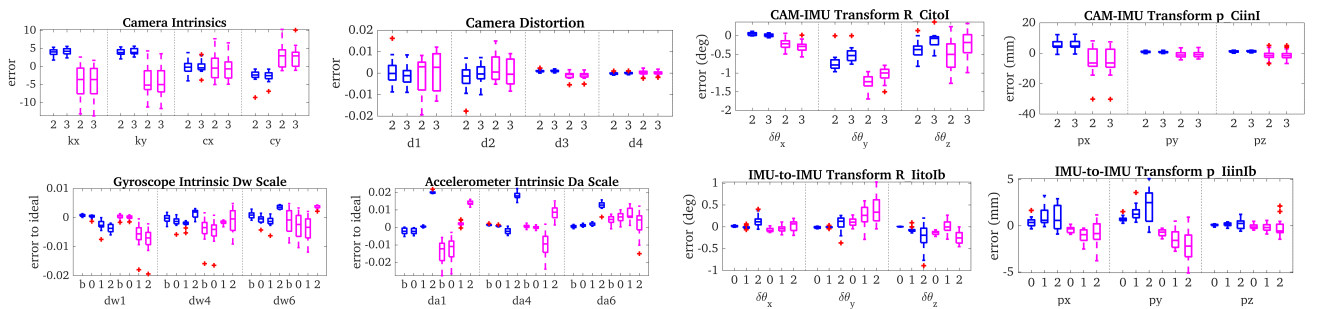 Camera Intrinsics
error
10
5
0
-5
-10
2 3 2 3 2 3 2 3 2 3 2 3 2 3 2 3
kx ky cx cy
Camera Distortion
0.02
0.01
0
-0.01
-0.02
2 3 2 3 2 3 2 3 2 3 2 3 2 3 2 3
d1 d2 d3 d4
CAM-IMU Transform R_CitoI
error (deg)
0
-0.5
-1
-1.5
-2
2 3 2 3 2 3 2 3 2 3 2 3
δθx δθy δθz
CAM-IMU Transform p_CiinI
error (mm)
20
0
-20
-40
2 3 2 3 2 3 2 3 2 3 2 3
px py pz
Gyroscope Intrinsic Dw Scale
error to ideal
0.01
0
-0.01
-0.02
b 0 1 2 b 0 1 2 b 0 1 2 b 0 1 2 b 0 1 2 b 0 1 2
dw1 dw4 dw6
Accelerometer Intrinsic Da Scale
error to ideal
0.02
0.01
0
-0.01
-0.02
b 0 1 2 b 0 1 2 b 0 1 2 b 0 1 2 b 0 1 2 b 0 1 2
da1 da4 da6
IMU-to-IMU Transform R_IitoIb
error (deg)
1
0.5
0
-0.5
-1
0 1 2 0 1 2 0 1 2 0 1 2 0 1 2 0 1 2
δθx δθy δθz
IMU-to-IMU Transform p_IiinIb
error (mm)
5
0
-5
0 1 2 0 1 2 0 1 2 0 1 2 0 1 2 0 1 2
px py pz